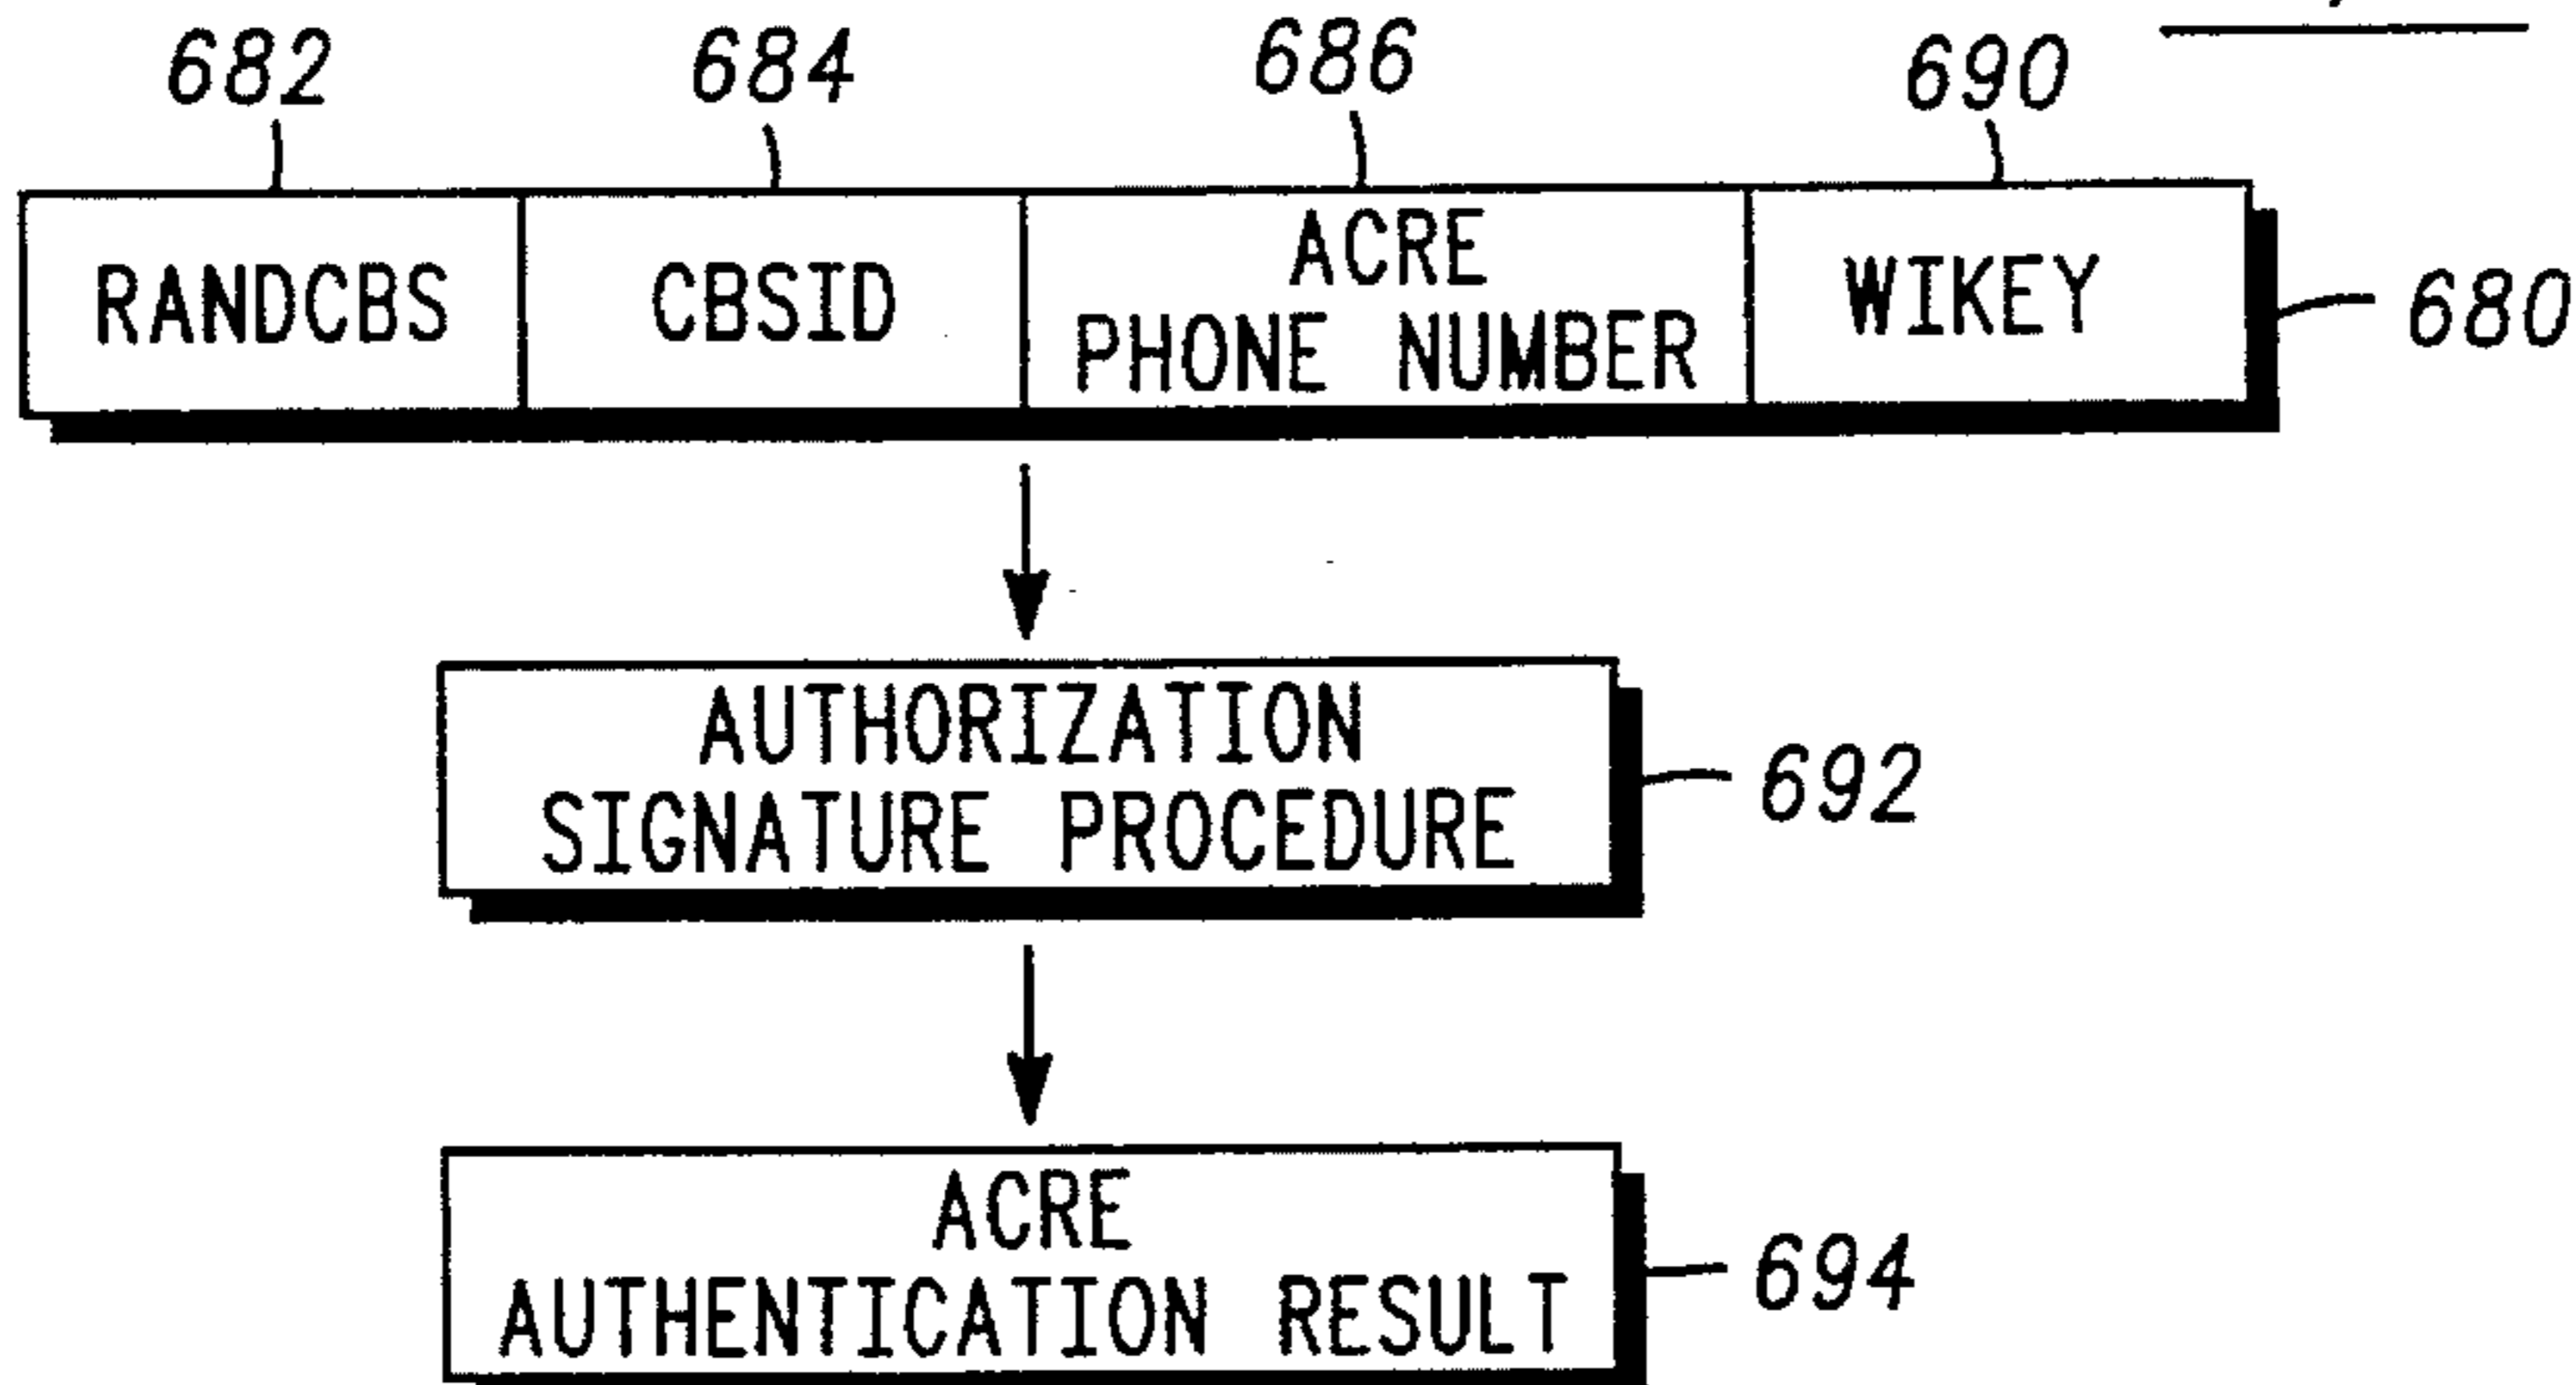 682 684 686 690
RANDCBS CBSID ACRE PHONE NUMBER WIKEY 680
AUTHORIZATION
SIGNATURE PROCEDURE 692
ACRE
AUTHENTICATION RESULT 694